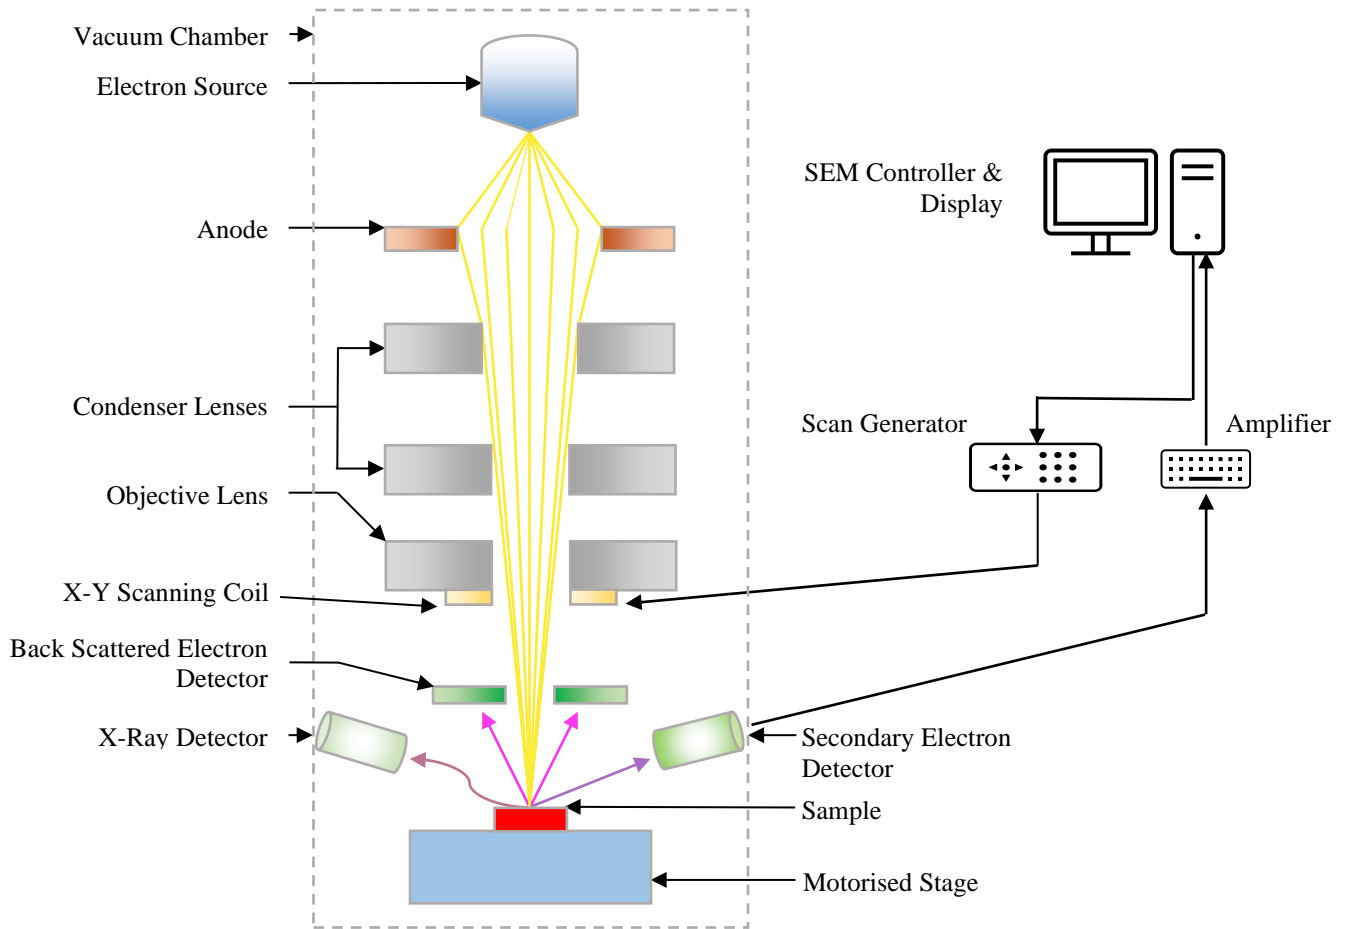 Vacuum Chamber
Electron Source
Anode
Condenser Lenses
Objective Lens
X-Y Scanning Coil
Back Scattered Electron
Detector
X-Ray Detector
SEM Controller &
Display
Scan Generator
Amplifier
Secondary Electron
Detector
Sample
Motorised Stage